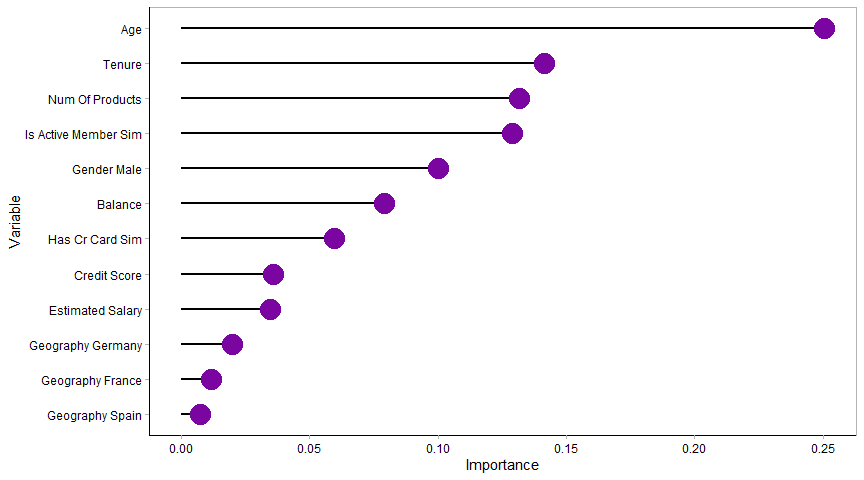 Age
Tenure
Num Of Products
Is Active Member Sim
Gender Male
Balance
Has Cr Card Sim
Credit Score
Estimated Salary
Geography Germany
Geography France
Geography Spain
Variable
0.00 0.05 0.10 0.15 0.20 0.25
Importance